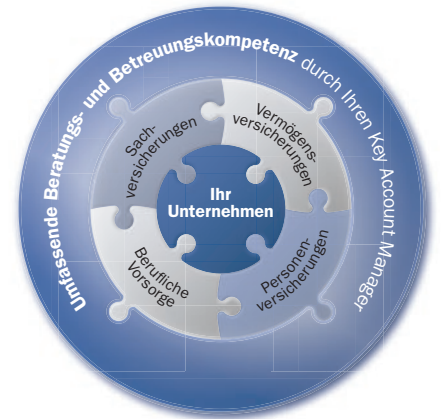 Umfassende Beratungs- und Betreuungskompetenz durch Ihren Key Account Manager
Sach-
versicherungen
Vermögens-
versicherungen
Ihr
Unternehmen
Berufliche
Vorsorge
Personen-
versicherungen